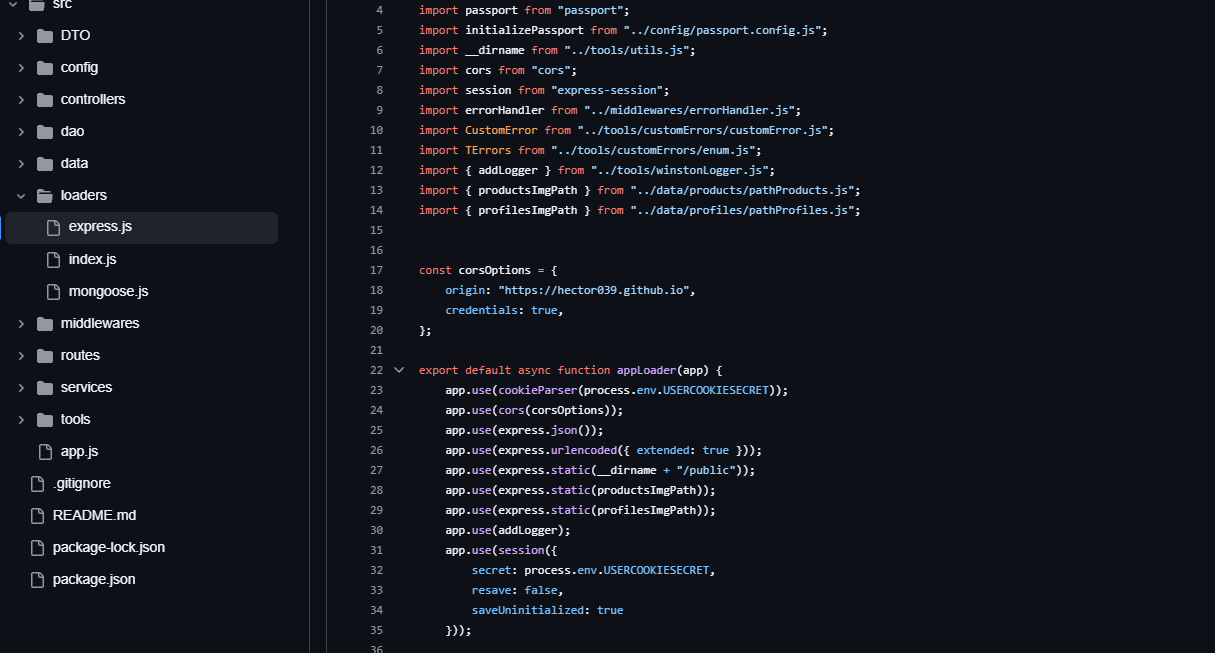 src
DTO
config
controllers
dao
data
loaders
express.js
index.js
mongoose.js
middlewares
routes
services
tools
app.js
.gitignore
README.md
package-lock.json
package.json
4 import passport from "passport";
5 import initializePassport from "../config/passport.config.js";
6 import __dirname from "../tools/utils.js";
7 import cors from "cors";
8 import session from "express-session";
9 import errorHandler from "../middlewares/errorHandler.js";
10 import CustomError from "../tools/customErrors/customError.js";
11 import TErrors from "../tools/customErrors/enum.js";
12 import { addLogger } from "../tools/winstonLogger.js";
13 import { productsImgPath } from "../data/products/pathProducts.js";
14 import { profilesImgPath } from "../data/profiles/pathProfiles.js";
15
16
17 const corsOptions = {
18 origin: "https://hector039.github.io",
19 credentials: true,
20 };
21
22 export default async function appLoader(app) {
23 app.use(cookieParser(process.env.USERCOOKIESECRET));
24 app.use(cors(corsOptions));
25 app.use(express.json());
26 app.use(express.urlencoded({ extended: true }));
27 app.use(express.static(__dirname + "/public"));
28 app.use(express.static(productsImgPath));
29 app.use(express.static(profilesImgPath));
30 app.use(addLogger);
31 app.use(session({
32 secret: process.env.USERCOOKIESECRET,
33 resave: false,
34 saveUninitialized: true
35 }));
36